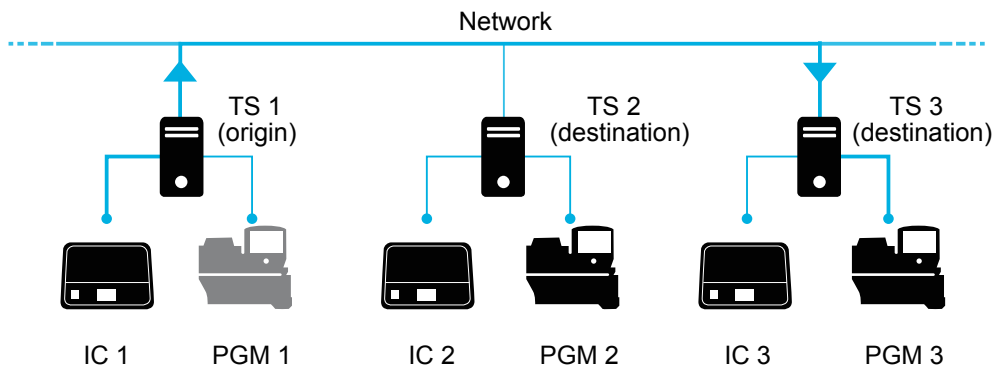 Network
TS 1
(origin)
TS 2
(destination)
TS 3
(destination)
IC 1
PGM 1
IC 2
PGM 2
IC 3
PGM 3